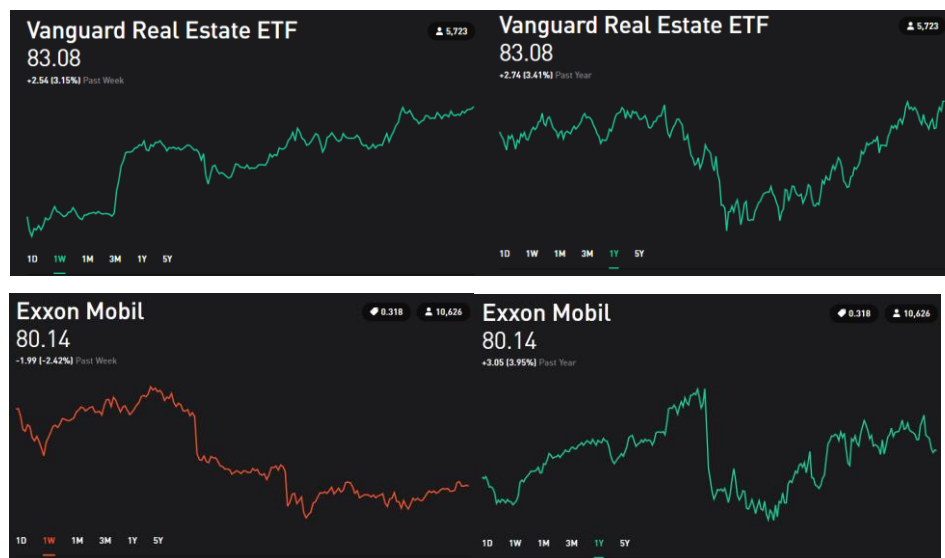 Vanguard Real Estate ETF
5,723
83.08
+2.54 (3.15%) Past Week
1D 1W 1M 3M 1Y 5Y
Vanguard Real Estate ETF
5,723
83.08
+2.74 (3.41%) Past Year
1D 1W 1M 3M 1Y 5Y
Exxon Mobil
0.318 10,626
80.14
-1.99 (-2.42%) Past Week
1D 1W 1M 3M 1Y 5Y
Exxon Mobil
0.318 10,626
80.14
+3.05 (3.95%) Past Year
1D 1W 1M 3M 1Y 5Y